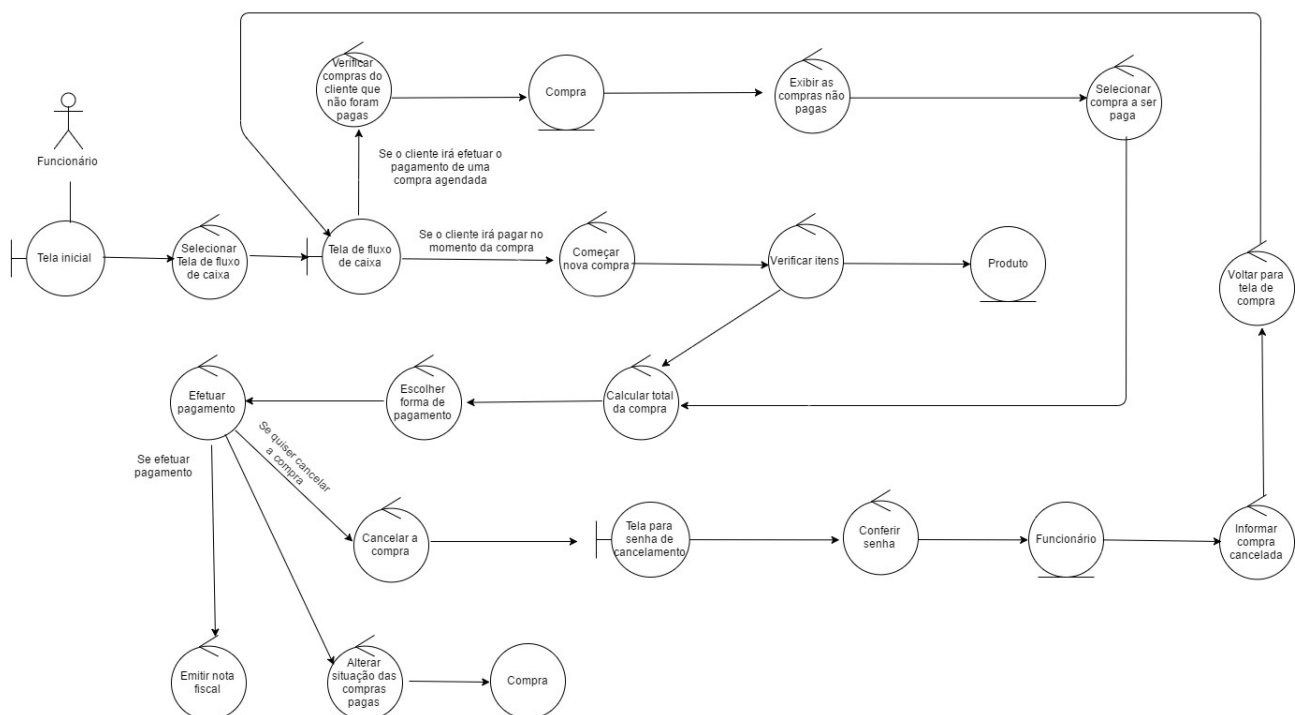 Verificar
compras do
cliente que
não foram
pagas
Compra
Exibir as
compras não
pagas
Selecionar
compra a ser
paga
Funcionário
Se o cliente irá efetuar o
pagamento de uma
compra agendada
Tela inicial
Selecionar
Tela de fluxo
de caixa
Tela de fluxo
de caixa
Se o cliente irá pagar no
momento da compra
Começar
nova compra
Verificar itens
Produto
Voltar para
tela de
compra
Efetuar
pagamento
Escolher
forma de
pagamento
Calcular total
da compra
Se efetuar
pagamento
Se quiser cancelar
a compra
Cancelar a
compra
Tela para
senha de
cancelamento
Conferir
senha
Funcionário
Informar
compra
cancelada
Emitir nota
fiscal
Alterar
situação das
compras
pagas
Compra